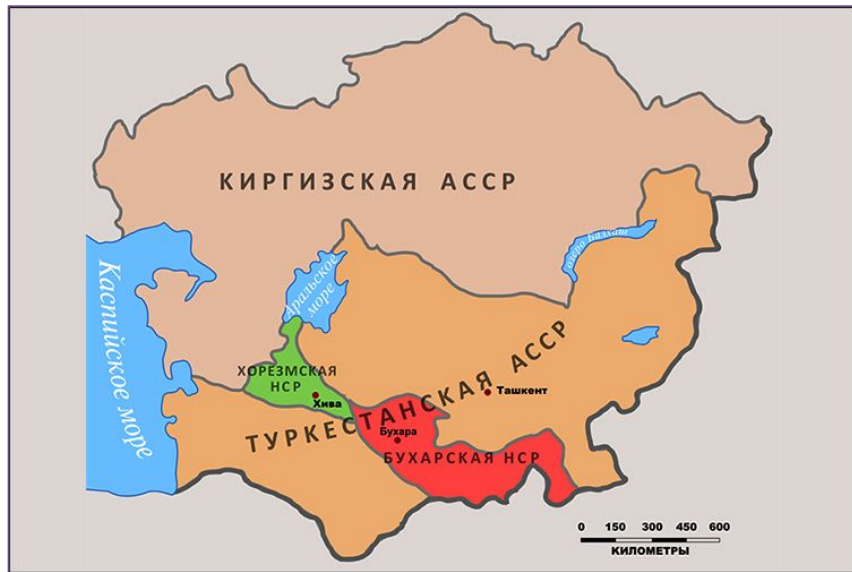 КИРГИЗСКАЯ АССР
Каспийское море
Аральское
море
озеро Балхаш
ХОРЕЗМСКАЯ
НСР
Хива
ТУРКЕСТАНСКАЯ АССР
Ташкент
Бухара
БУХАРСКАЯ НСР
0 150 300 450 600
КИЛОМЕТРЫ